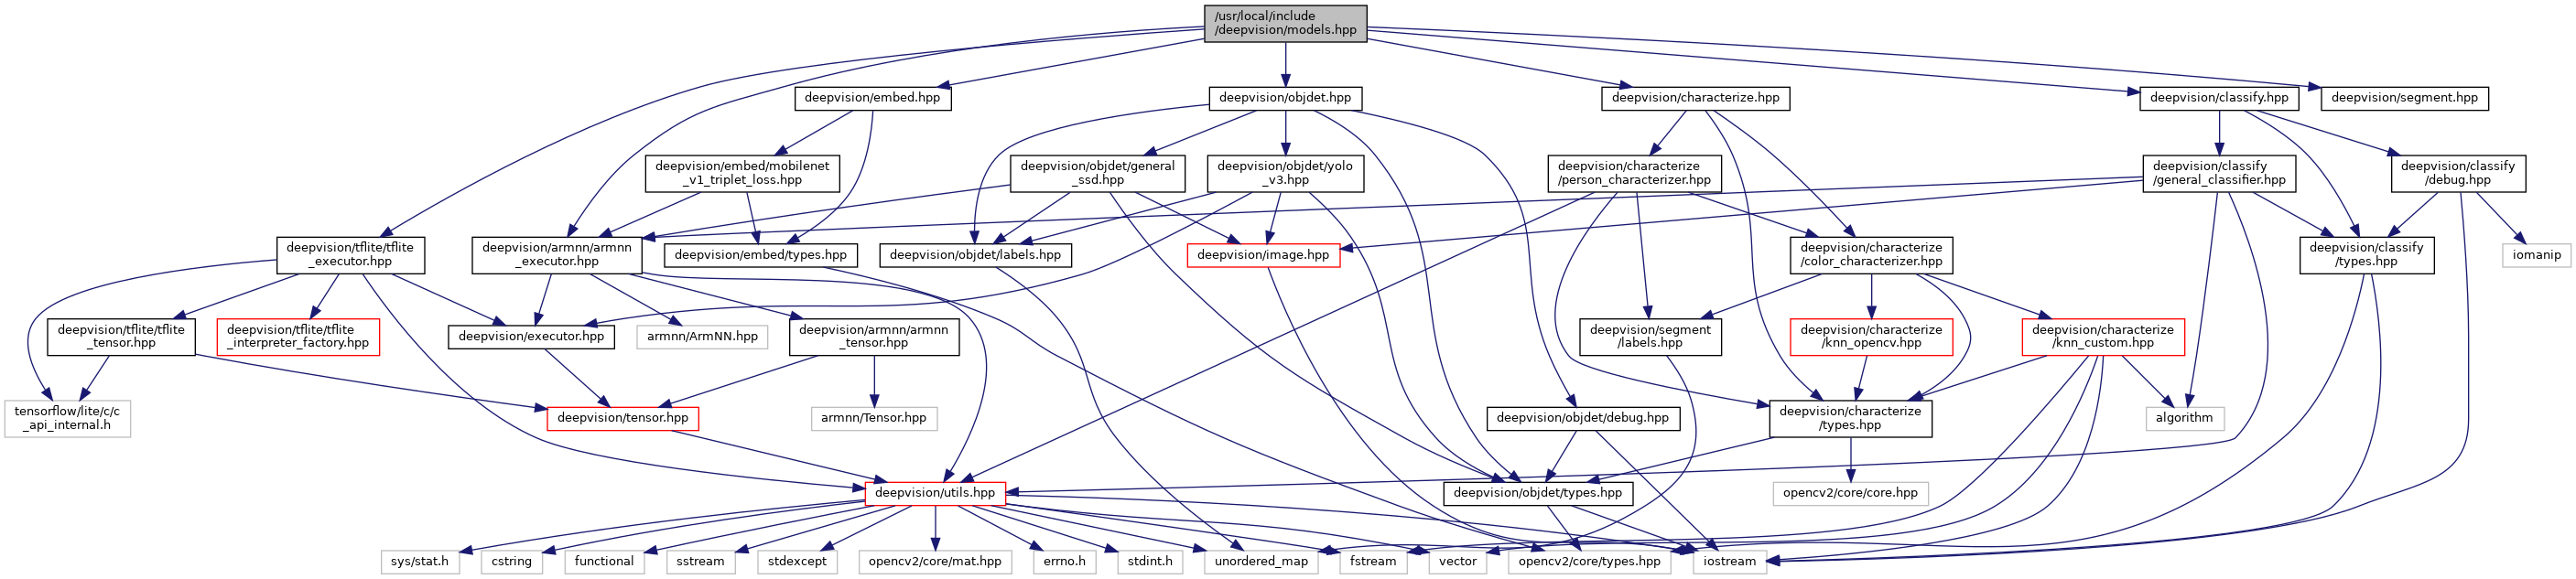 /usr/local/include
/deepvision/models.hpp
deepvision/embed.hpp
deepvision/objdet.hpp
deepvision/characterize.hpp
deepvision/classify.hpp
deepvision/segment.hpp
deepvision/embed/mobilenet
_v1_triplet_loss.hpp
deepvision/objdet/general
_ssd.hpp
deepvision/objdet/yolo
_v3.hpp
deepvision/characterize
/person_characterizer.hpp
deepvision/classify
/general_classifier.hpp
deepvision/classify
/debug.hpp
deepvision/tflite/tflite
_executor.hpp
deepvision/armnn/armnn
_executor.hpp
deepvision/embed/types.hpp
deepvision/objdet/labels.hpp
deepvision/image.hpp
deepvision/characterize
/color_characterizer.hpp
deepvision/classify
/types.hpp
iomanip
deepvision/tflite/tflite
_tensor.hpp
deepvision/tflite/tflite
_interpreter_factory.hpp
deepvision/executor.hpp
armnn/ArmNN.hpp
deepvision/armnn/armnn
_tensor.hpp
deepvision/segment
/labels.hpp
deepvision/characterize
/knn_opencv.hpp
deepvision/characterize
/knn_custom.hpp
tensorflow/lite/c/c
_api_internal.h
deepvision/tensor.hpp
armnn/Tensor.hpp
deepvision/objdet/debug.hpp
deepvision/characterize
/types.hpp
algorithm
deepvision/utils.hpp
deepvision/objdet/types.hpp
opencv2/core/core.hpp
sys/stat.h
cstring
functional
sstream
stdexcept
opencv2/core/mat.hpp
errno.h
stdint.h
unordered_map
fstream
vector
opencv2/core/types.hpp
iostream